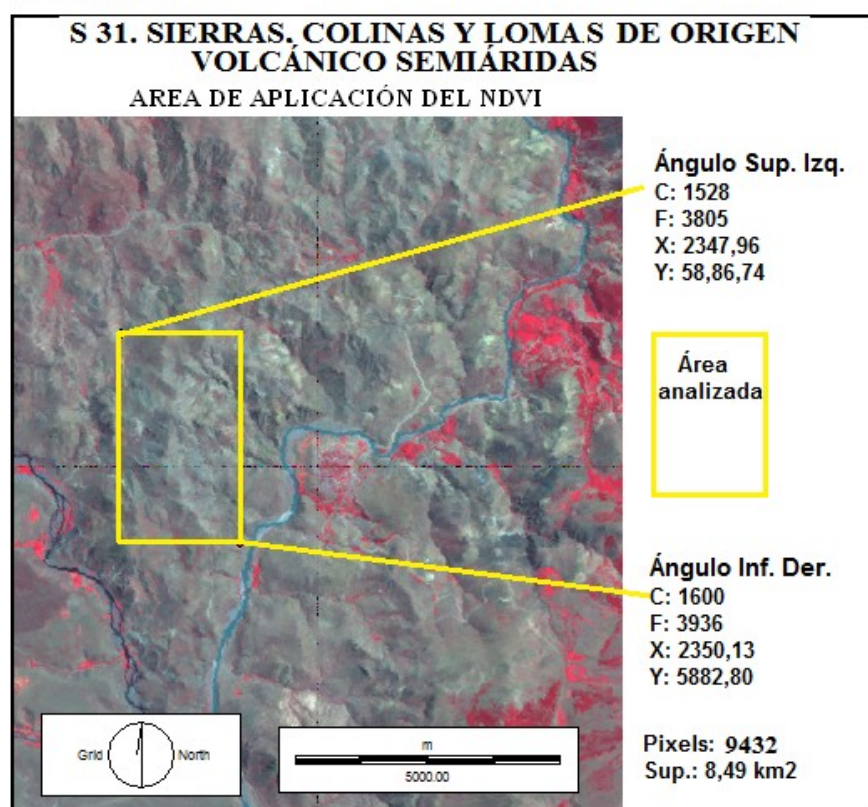 S 31. SIERRAS. COLINAS Y LOMAS DE ORIGEN
VOLCÁNICO SEMIÁRIDAS
AREA DE APLICACIÓN DEL NDVI
Ángulo Sup. Izq.
C: 1528
F: 3805
X: 2347,96
Y: 58,86,74
Área
analizada
Ángulo Inf. Der.
C: 1600
F: 3936
X: 2350,13
Y: 5882,80
Pixels: 9432
Sup.: 8,49 km2
Grid North
m
5000.00